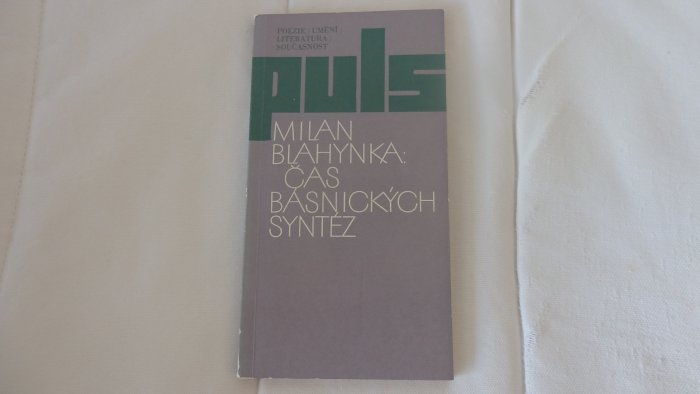 POEZIE / UMĚNÍ /
LITERATURA /
SOUČASNOST
puls
MILAN
BLAHYNKA:
ČAS
BÁSNICKÝCH
SYNTÉZ